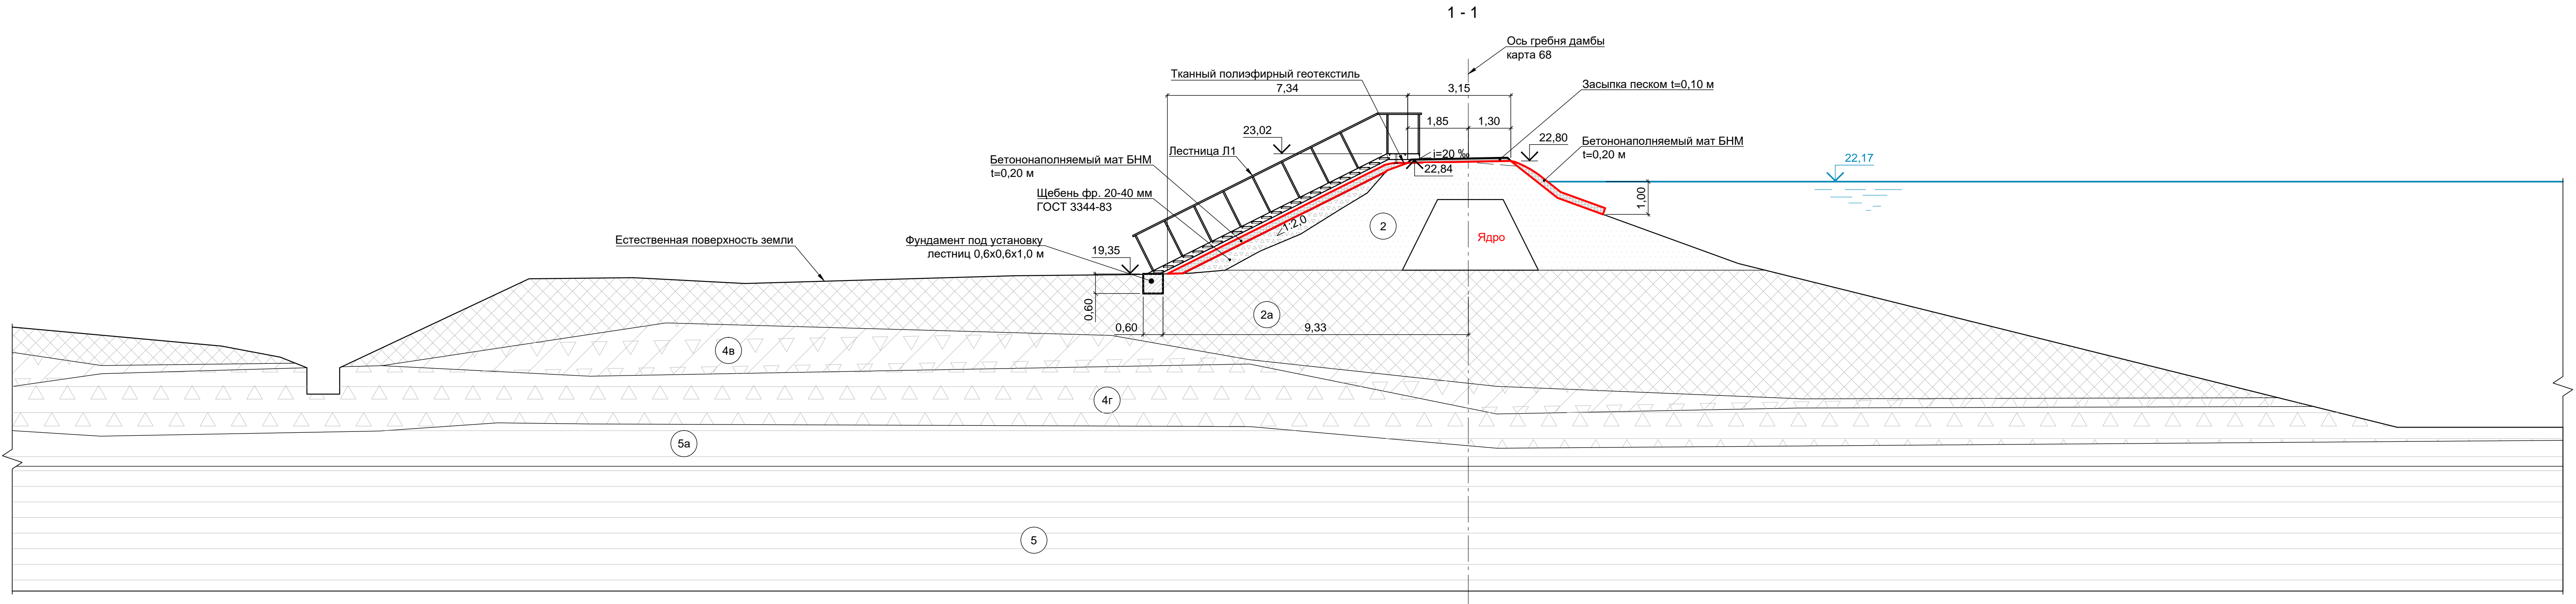 1 - 1
Ось гребня дамбы
карта 68
Тканный полиэфирный геотекстиль
7,34
3,15
Засыпка песком t=0,10 м
1,85
1,30
23,02
22,80
Бетононаполняемый мат БНМ
t=0,20 м
Лестница Л1
i=20 ‰
22,84
22,17
Бетононаполняемый мат БНМ
t=0,20 м
Щебень фр. 20-40 мм
ГОСТ 3344-83
1,00
1:2,0
2
Ядро
Естественная поверхность земли
Фундамент под установку
лестниц 0,6х0,6х1,0 м
19,35
0,60
0,60
2а
9,33
4в
4г
5а
5